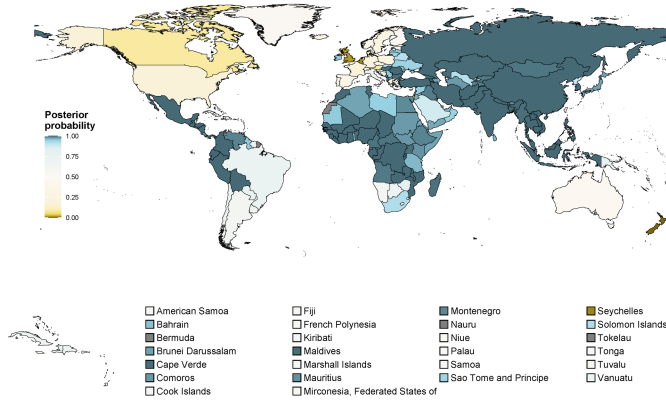 Posterior
probability
1.00
0.75
0.50
0.25
0.00
American Samoa
Bahrain
Bermuda
Brunei Darussalam
Cape Verde
Comoros
Cook Islands
Fiji
French Polynesia
Kiribati
Maldives
Marshall Islands
Mauritius
Mirconesia, Federated States of
Montenegro
Nauru
Niue
Palau
Samoa
Sao Tome and Principe
Seychelles
Solomon Islands
Tokelau
Tonga
Tuvalu
Vanuatu